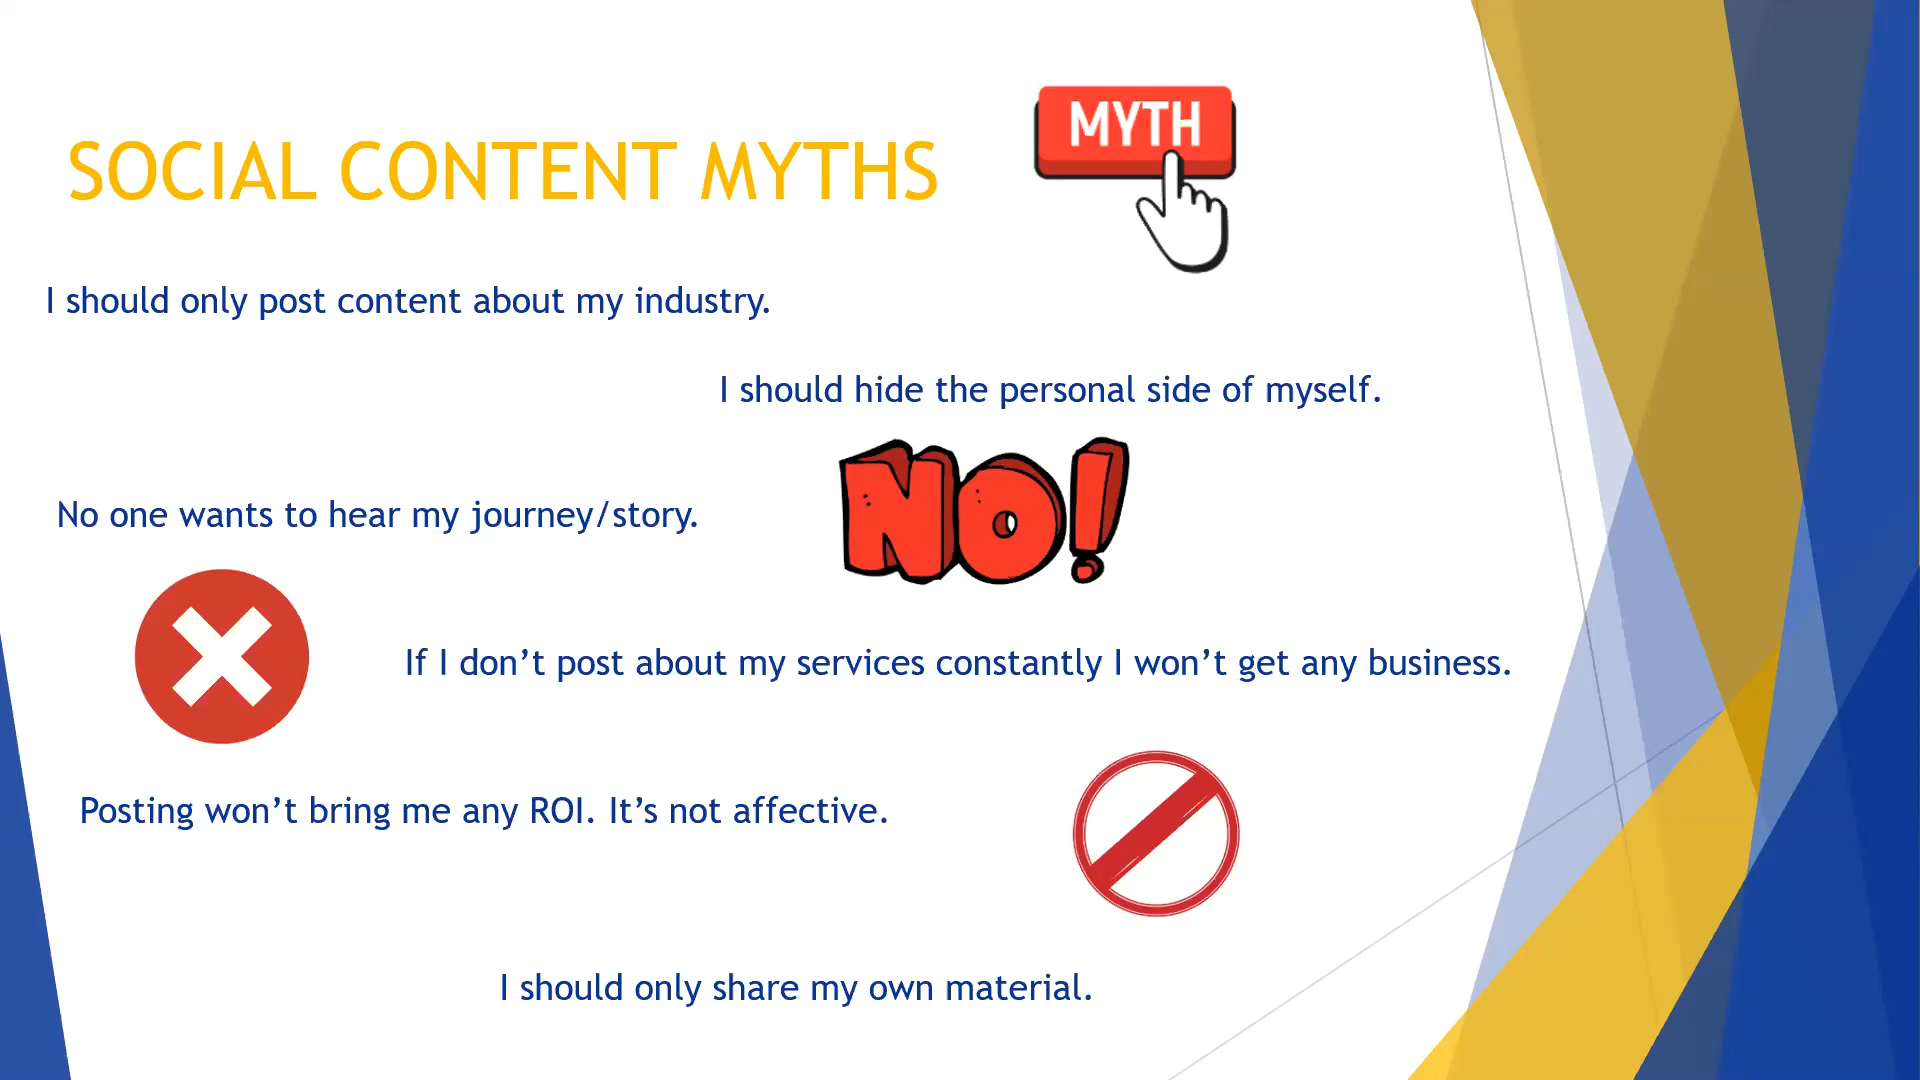 MYTH
SOCIAL CONTENT MYTHS
I should only post content about my industry.
I should hide the personal side of myself.
NO!
No one wants to hear my journey/story.
If I don’t post about my services constantly I won’t get any business.
Posting won’t bring me any ROI. It’s not affective.
I should only share my own material.